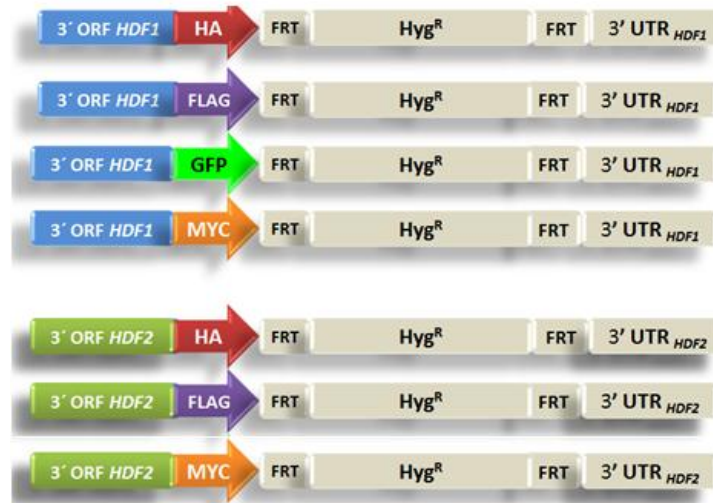 3´ ORF HDF1 HA FRT Hygᴿ FRT 3' UTR HDF1
3´ ORF HDF1 FLAG FRT Hygᴿ FRT 3' UTR HDF1
3´ ORF HDF1 GFP FRT Hygᴿ FRT 3' UTR HDF1
3´ ORF HDF1 MYC FRT Hygᴿ FRT 3' UTR HDF1
3´ ORF HDF2 HA FRT Hygᴿ FRT 3' UTR HDF2
3´ ORF HDF2 FLAG FRT Hygᴿ FRT 3' UTR HDF2
3´ ORF HDF2 MYC FRT Hygᴿ FRT 3' UTR HDF2